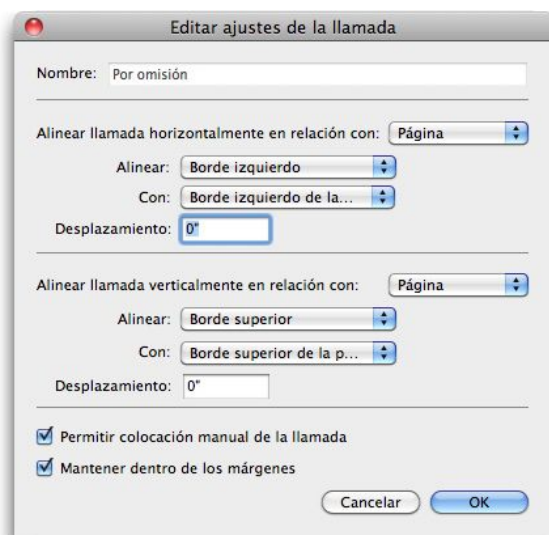 Editar ajustes de la llamada
Nombre: Por omisión
Alinear llamada horizontalmente en relación con: Página
Alinear: Borde izquierdo
Con: Borde izquierdo de la...
Desplazamiento: 0"
Alinear llamada verticalmente en relación con: Página
Alinear: Borde superior
Con: Borde superior de la p...
Desplazamiento: 0"
Permitir colocación manual de la llamada
Mantener dentro de los márgenes
Cancelar OK